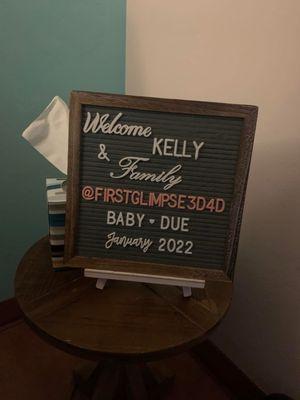 Welcome
KELLY
&
Family
@FIRSTGLIMPSE3D4D
BABY ♥ DUE
January 2022